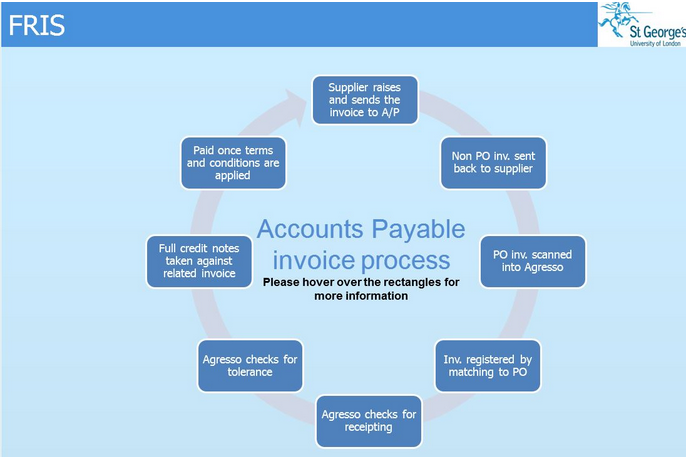 FRIS
St George's
University of London
Supplier raises
and sends the
invoice to A/P
Non PO inv. sent
back to supplier
PO inv. scanned
into Agresso
Inv. registered by
matching to PO
Agresso checks for
receipting
Agresso checks for
tolerance
Full credit notes
taken against
related invoice
Paid once terms
and conditions are
applied
Accounts Payable
invoice process
Please hover over the rectangles for
more information